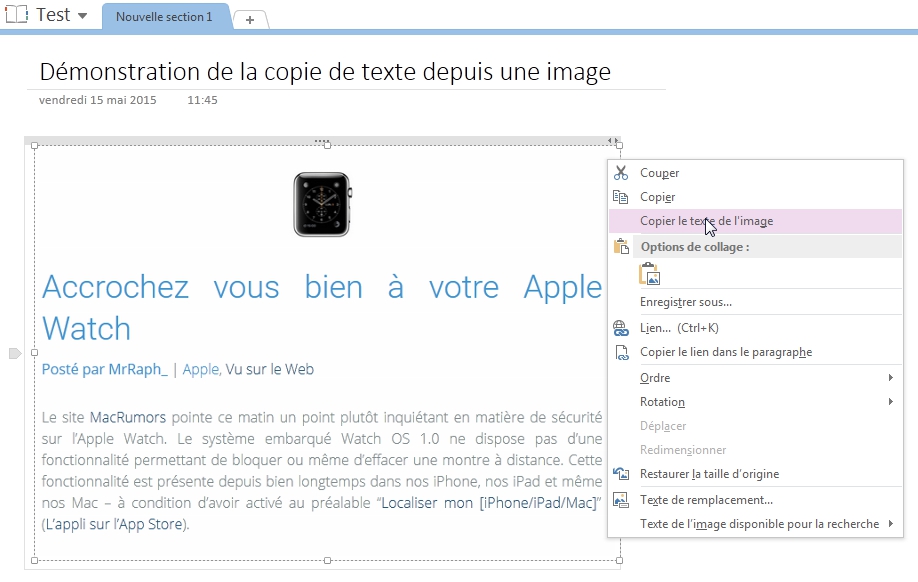 Test
Nouvelle section 1
+
Démonstration de la copie de texte depuis une image
vendredi 15 mai 2015 11:45
Accrochez vous bien à votre Apple
Watch
Posté par MrRaph_ | Apple, Vu sur le Web
Le site MacRumors pointe ce matin un point plutôt inquiétant en matière de sécurité
sur l'Apple Watch. Le système embarqué Watch OS 1.0 ne dispose pas d'une
fonctionnalité permettant de bloquer ou même d'effacer une montre à distance. Cette
fonctionnalité est présente depuis bien longtemps dans nos iPhone, nos iPad et même
nos Mac – à condition d'avoir activé au préalable “Localiser mon [iPhone/iPad/Mac]”
(L'appli sur l'App Store).
Couper
Copier
Copier le texte de l'image
Options de collage :
Enregistrer sous...
Lien... (Ctrl+K)
Copier le lien dans le paragraphe
Ordre
Rotation
Déplacer
Redimensionner
Restaurer la taille d'origine
Texte de remplacement...
Texte de l'image disponible pour la recherche